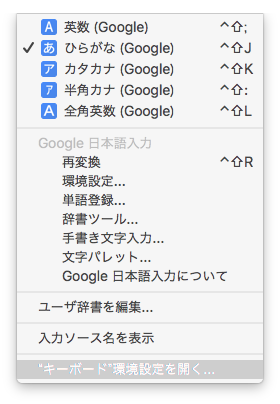 A 英数 (Google) ^⇧;
✓ あ ひらがな (Google) ^⇧J
ア カタカナ (Google) ^⇧K
ア 半角カナ (Google) ^⇧:
A 全角英数 (Google) ^⇧L
Google 日本語入力
再変換 ^⇧R
環境設定...
単語登録...
辞書ツール...
手書き文字入力...
文字パレット...
Google 日本語入力について
ユーザ辞書を編集...
入力ソース名を表示
“キーボード”環境設定を開く...